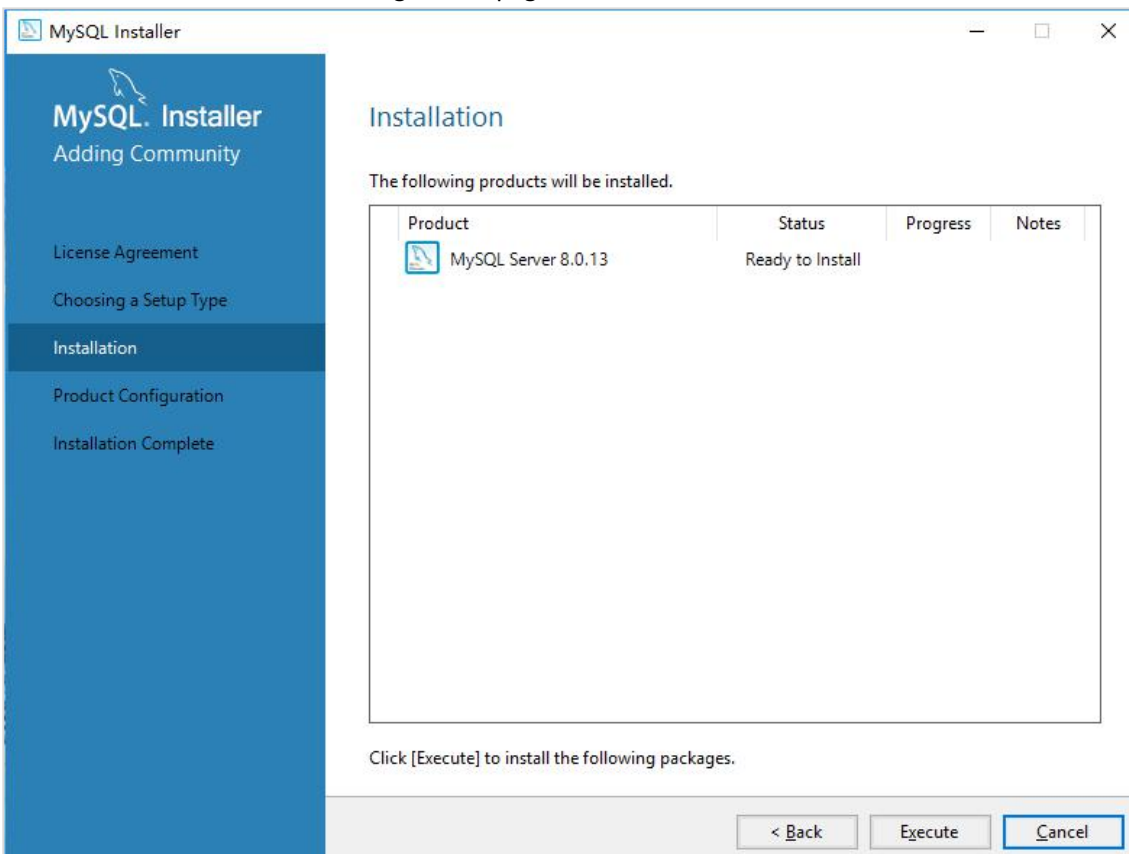 MySQL Installer
MySQL. Installer
Adding Community
License Agreement
Choosing a Setup Type
Installation
Product Configuration
Installation Complete
Installation
The following products will be installed.
Product Status Progress Notes
MySQL Server 8.0.13 Ready to Install
Click [Execute] to install the following packages.
< Back Execute Cancel